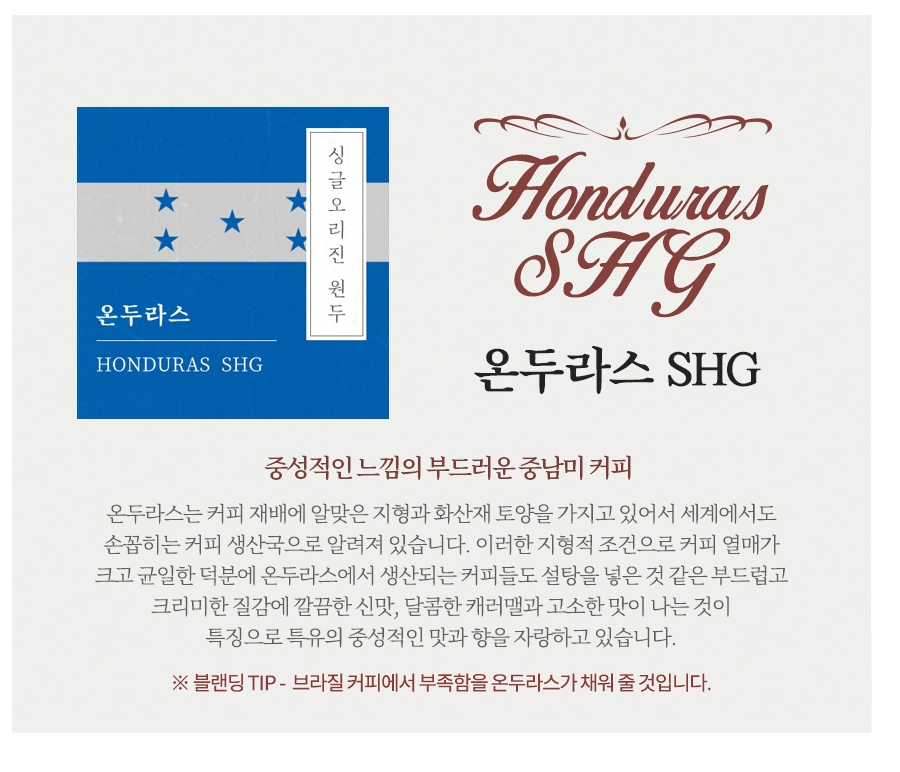 싱글오리진 원두
온두라스
HONDURAS SHG
Honduras
SHG
온두라스 SHG
중성적인 느낌의 부드러운 중남미 커피
온두라스는 커피 재배에 알맞은 지형과 화산재 토양을 가지고 있어서 세계에서도
손꼽히는 커피 생산국으로 알려져 있습니다. 이러한 지형적 조건으로 커피 열매가
크고 균일한 덕분에 온두라스에서 생산되는 커피들도 설탕을 넣은 것 같은 부드럽고
크리미한 질감에 깔끔한 신맛, 달콤한 캐러맬과 고소한 맛이 나는 것이
특징으로 특유의 중성적인 맛과 향을 자랑하고 있습니다.
※ 블랜딩 TIP - 브라질 커피에서 부족함을 온두라스가 채워 줄 것입니다.